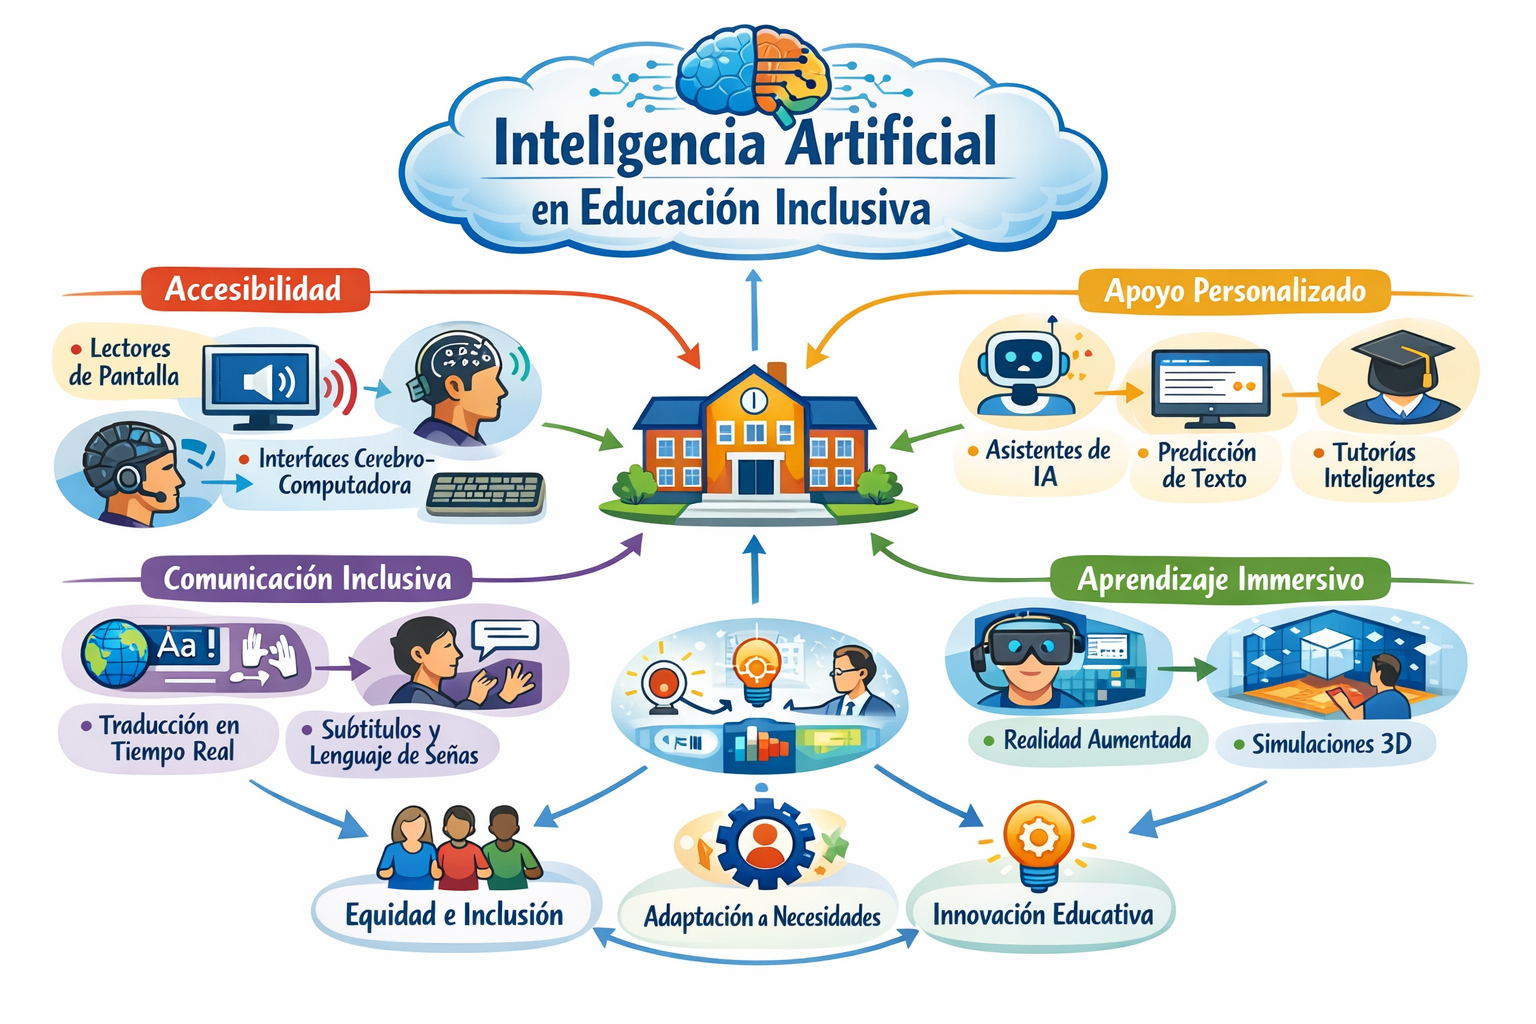 Inteligencia Artificial
en Educación Inclusiva
Accesibilidad
• Lectores
de Pantalla
• Interfaces Cerebro-
Computadora
Apoyo Personalizado
• Asistentes de
IA
• Predicción
de Texto
• Tutorías
Inteligentes
Comunicación Inclusiva
Aa !
• Traducción en
Tiempo Real
• Subtitulos y
Lenguaje de Señas
Aprendizaje Immersivo
• Realidad Aumentada
• Simulaciones 3D
Equidad e Inclusión
Adaptación a Necesidades
Innovación Educativa